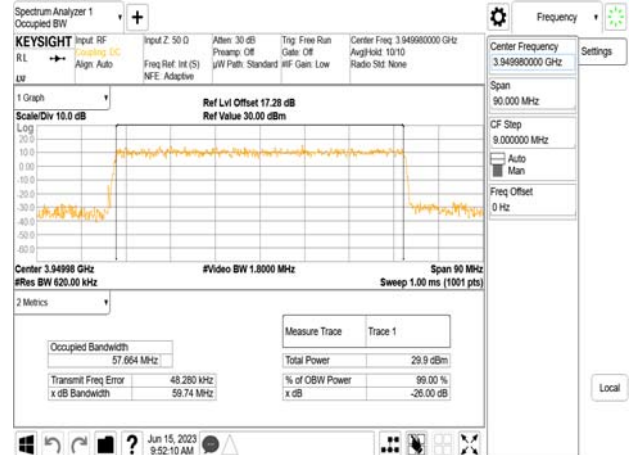 Spectrum Analyzer 1
Occupied BW
Frequency
KEYSIGHT
Input: RF
Coupling: DC
Align: Auto
Input Z: 50 Ω
Freq Ref: Int (S)
NFE: Adaptive
Atten: 30 dB
Preamp: Off
µW Path: Standard
Trig: Free Run
Gate: Off
#IF Gain: Low
Center Freq: 3.949980000 GHz
Avg|Hold: 10/10
Radio Std: None
RL
Center Frequency
3.949980000 GHz
Settings
Span
90.000 MHz
CF Step
9.000000 MHz
Auto
Man
Freq Offset
0 Hz
Local
1 Graph
Scale/Div 10.0 dB
Ref Lvl Offset 17.28 dB
Ref Value 30.00 dBm
Log
20.0
10.0
0.00
-10.0
-20.0
-30.0
-40.0
-50.0
-60.0
Center 3.94998 GHz
#Res BW 620.00 kHz
#Video BW 1.8000 MHz
Span 90 MHz
Sweep 1.00 ms (1001 pts)
2 Metrics
Measure Trace Trace 1
Occupied Bandwidth
57.664 MHz
Total Power 29.9 dBm
Transmit Freq Error 48.280 kHz
% of OBW Power 99.00 %
x dB Bandwidth 59.74 MHz
x dB -26.00 dB
Jun 15, 2023
9:52:10 AM